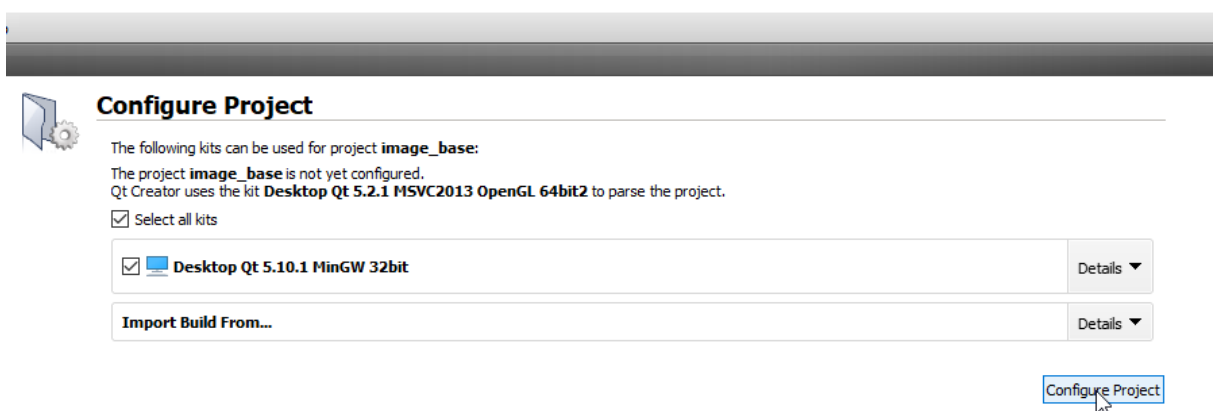 Configure Project
The following kits can be used for project image_base:
The project image_base is not yet configured.
Qt Creator uses the kit Desktop Qt 5.2.1 MSVC2013 OpenGL 64bit2 to parse the project.
Select all kits
Desktop Qt 5.10.1 MinGW 32bit
Details
Import Build From...
Details
Configure Project